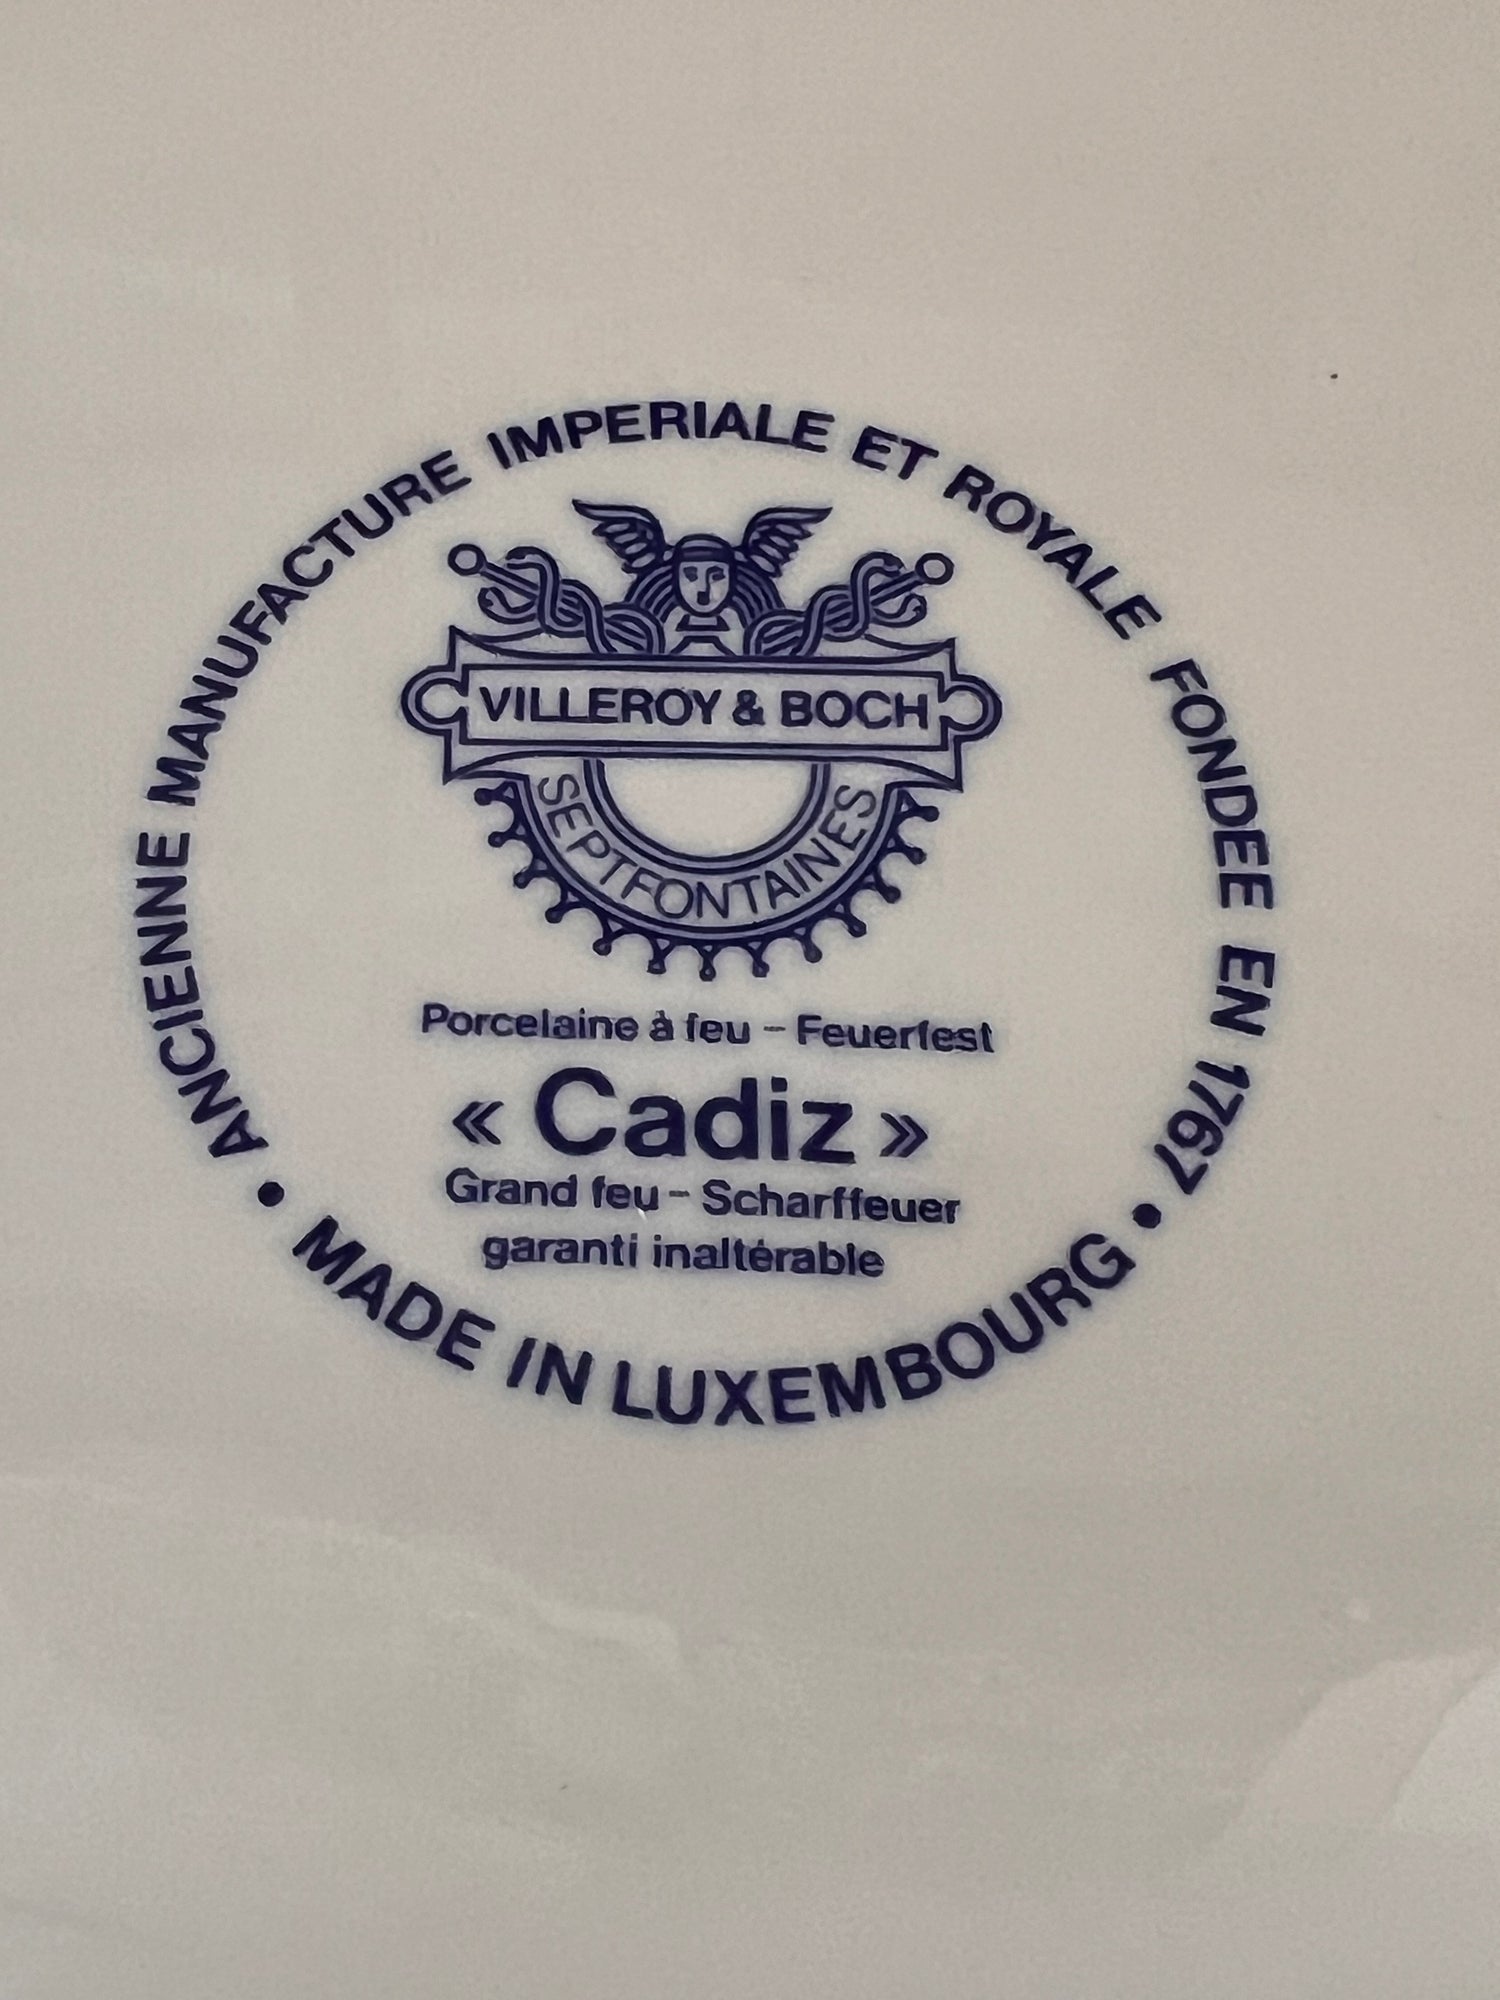 ANCIENNE MANUFACTURE IMPERIALE ET ROYALE FONDEE EN 1767
VILLEROY & BOCH
SEPTFONTAINES
Porcelaine à feu – Feuerfest
« Cadiz »
Grand feu – Scharffeuer
garanti inaltérable
• MADE IN LUXEMBOURG •